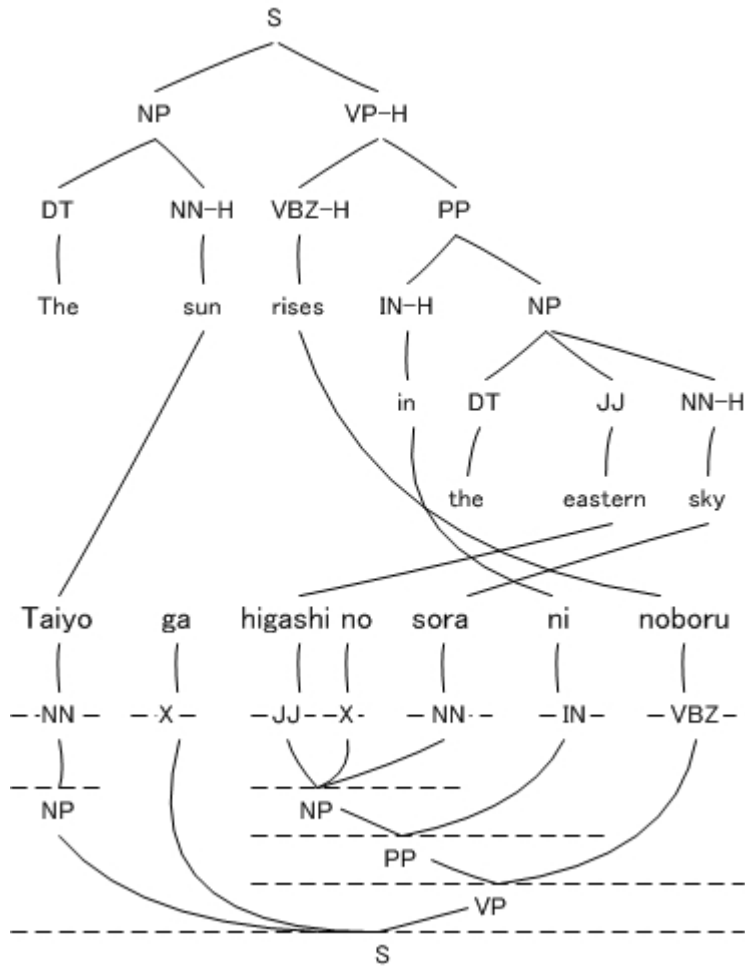 S
NP VP-H
DT NN-H VBZ-H PP
The sun rises IN-H NP
in DT JJ NN-H
the eastern sky
Taiyo ga higashi no sora ni noboru
NN X JJ X NN IN VBZ
NP NP
PP
VP
S